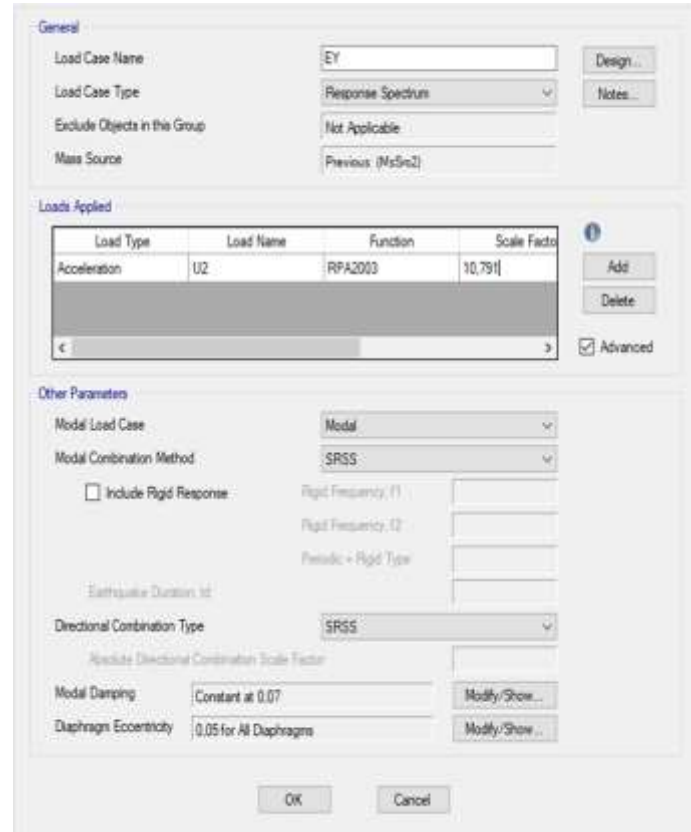 General
Load Case Name EY Design...
Load Case Type Response Spectrum Notes...
Exclude Objects in this Group Not Applicable
Mass Source Previous (MsSrc2)
Loads Applied
Load Type Load Name Function Scale Facto
Acceleration U2 RPA2003 10,791
Add
Delete
Advanced
Other Parameters
Modal Load Case Modal
Modal Combination Method SRSS
Include Rigid Response Rigid Frequency, f1
Rigid Frequency, f2
Periodic + Rigid Type
Earthquake Duration, td
Directional Combination Type SRSS
Absolute Directional Combination Scale Factor
Modal Damping Constant at 0.07 Modify/Show...
Diaphragm Eccentricity 0.05 for All Diaphragms Modify/Show...
OK Cancel